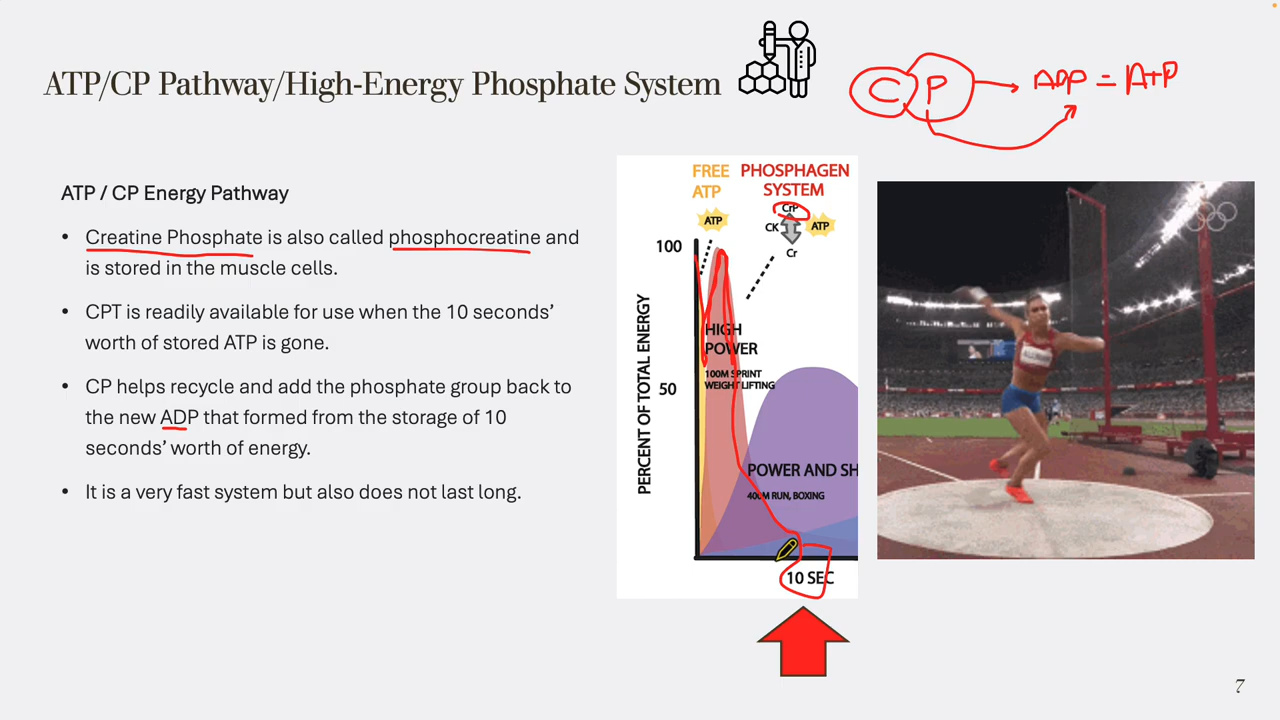 ATP/CP Pathway/High-Energy Phosphate System
C P → ADP = ATP
ATP / CP Energy Pathway
• Creatine Phosphate is also called phosphocreatine and
is stored in the muscle cells.
• CPT is readily available for use when the 10 seconds’
worth of stored ATP is gone.
• CP helps recycle and add the phosphate group back to
the new ADP that formed from the storage of 10
seconds’ worth of energy.
• It is a very fast system but also does not last long.
FREE
ATP
PHOSPHAGEN
SYSTEM
ATP
CrP
CK
ATP
Cr
100
50
PERCENT OF TOTAL ENERGY
HIGH
POWER
100M SPRINT
WEIGHT LIFTING
POWER AND SH
400M RUN, BOXING
10 SEC
7